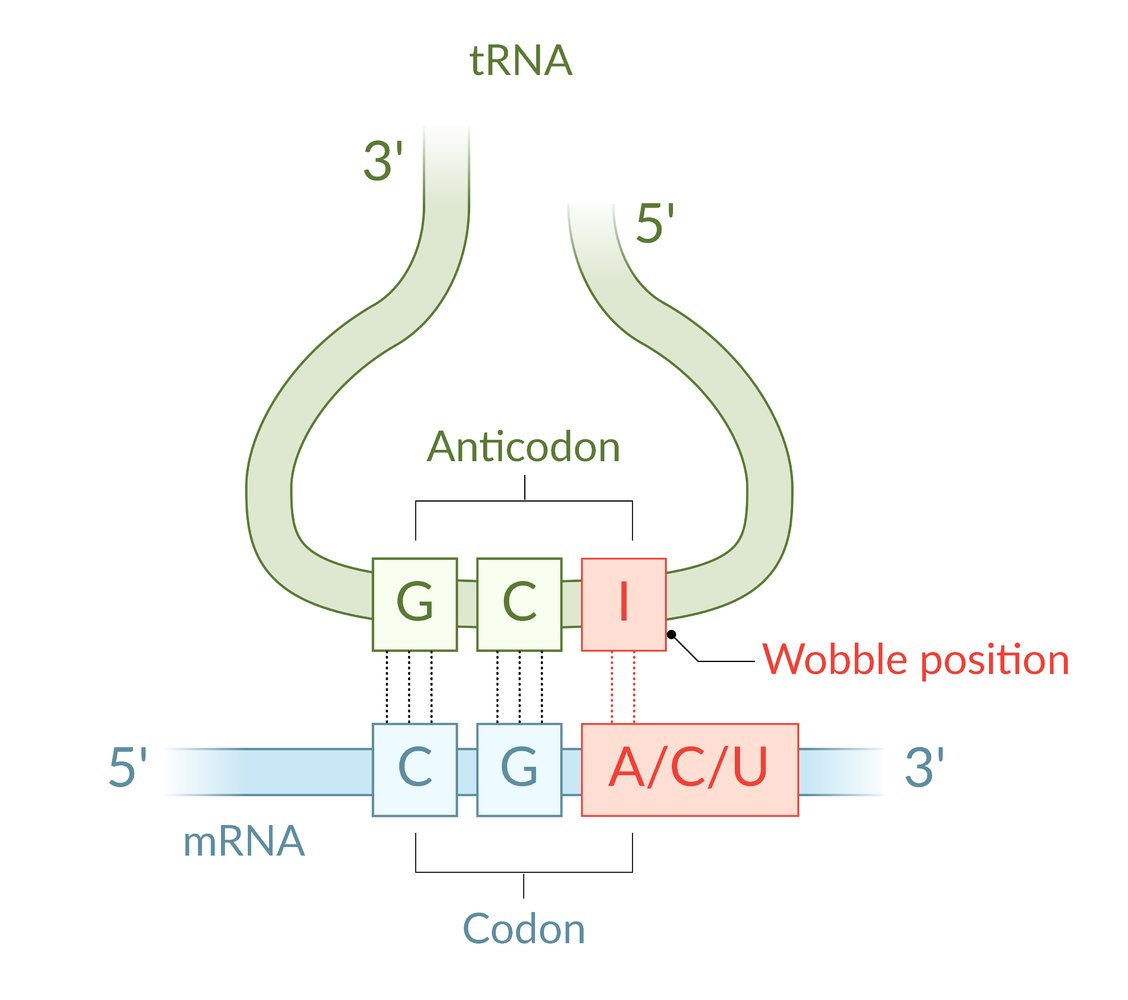 tRNA
3'
5'
Anticodon
G C I
Wobble position
5' C G A/C/U 3'
mRNA
Codon